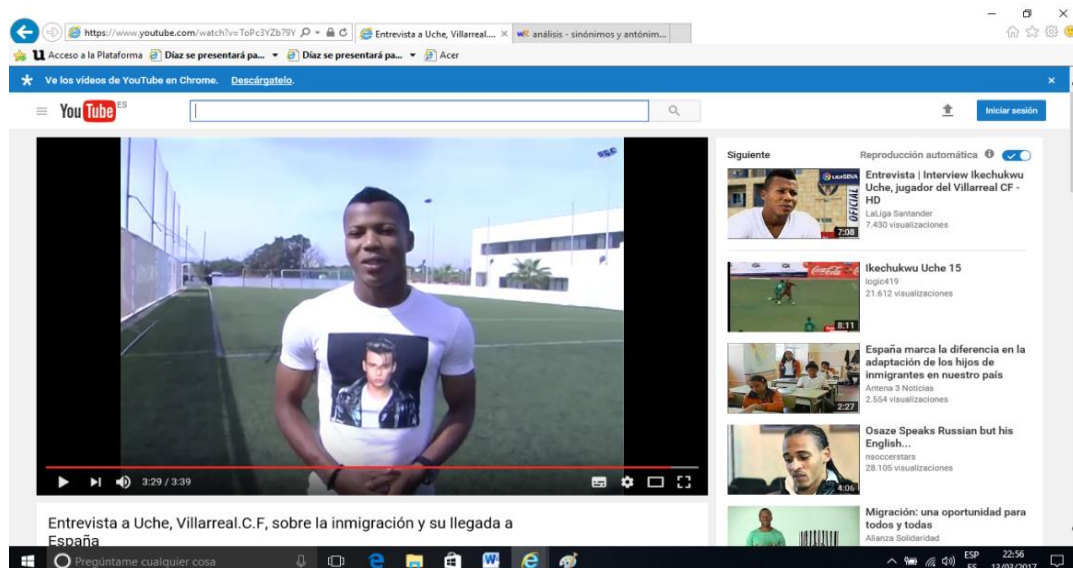 https://www.youtube.com/watch?v=ToPc3YZb79Y
Entrevista a Uche, Villarreal....
WR análisis - sinónimos y antónim...
Acceso a la Plataforma
Díaz se presentará pa...
Díaz se presentará pa...
Acer
Ve los vídeos de YouTube en Chrome. Descárgatelo.
YouTube ES
Iniciar sesión
Siguiente
Reproducción automática
Entrevista | Interview Ikechukwu
Uche, jugador del Villarreal CF -
HD
LaLiga Santander
7.430 visualizaciones
7:08
Ikechukwu Uche 15
logic419
21.612 visualizaciones
8:11
España marca la diferencia en la
adaptación de los hijos de
inmigrantes en nuestro país
Antena 3 Noticias
2.554 visualizaciones
2:27
Osaze Speaks Russian but his
English...
nsoccerstars
28.105 visualizaciones
4:06
Migración: una oportunidad para
todos y todas
Alianza Solidaridad
3:29 / 3:39
Entrevista a Uche, Villarreal.C.F, sobre la inmigración y su llegada a
España
Pregúntame cualquier cosa
ESP
ES
22:56
13/03/2017